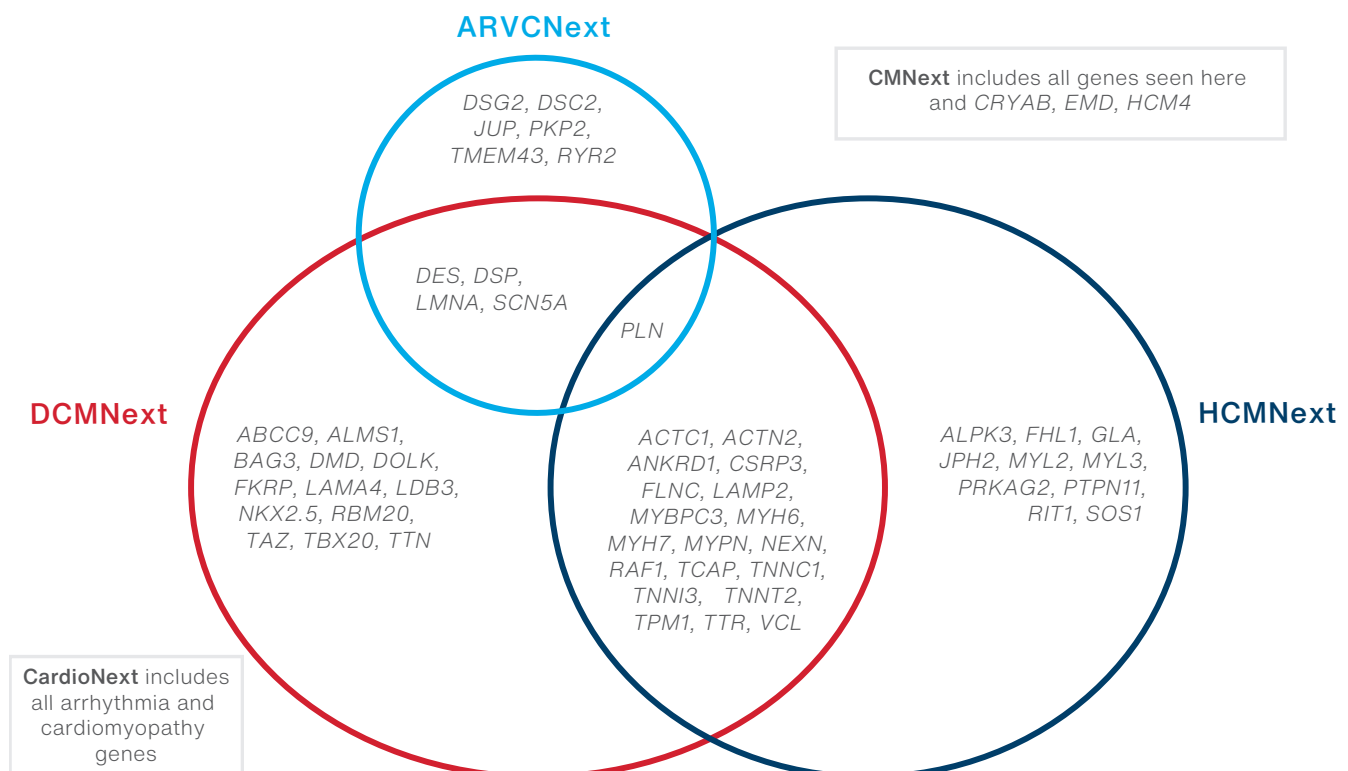 ARVCNext
CMNext includes all genes seen here
and CRYAB, EMD, HCM4
DSG2, DSC2,
JUP, PKP2,
TMEM43, RYR2
DES, DSP,
LMNA, SCN5A
PLN
DCMNext
HCMNext
ABCC9, ALMS1,
BAG3, DMD, DOLK,
FKRP, LAMA4, LDB3,
NKX2.5, RBM20,
TAZ, TBX20, TTN
ACTC1, ACTN2,
ANKRD1, CSRP3,
FLNC, LAMP2,
MYBPC3, MYH6,
MYH7, MYPN, NEXN,
RAF1, TCAP, TNNC1,
TNNI3, TNNT2,
TPM1, TTR, VCL
ALPK3, FHL1, GLA,
JPH2, MYL2, MYL3,
PRKAG2, PTPN11,
RIT1, SOS1
CardioNext includes
all arrhythmia and
cardiomyopathy
genes